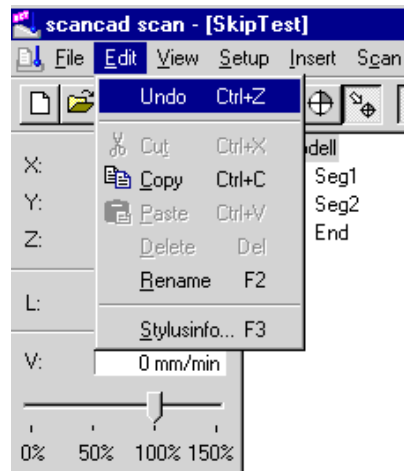 scancad scan - [SkipTest]
File Edit View Setup Insert Scan
Undo Ctrl+Z
Cut Ctrl+X
Copy Ctrl+C
Paste Ctrl+V
Delete Del
Rename F2
Stylusinfo... F3
dell
Seg1
Seg2
End
X:
Y:
Z:
L:
V: 0 mm/min
0% 50% 100% 150%